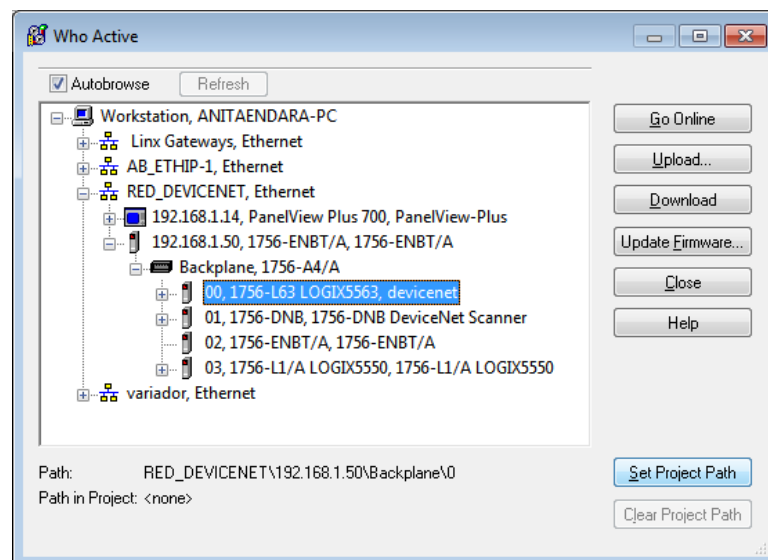 Who Active
Autobrowse
Refresh
Workstation, ANITAENDARA-PC
Linx Gateways, Ethernet
AB_ETHIP-1, Ethernet
RED_DEVICENET, Ethernet
192.168.1.14, PanelView Plus 700, PanelView-Plus
192.168.1.50, 1756-ENBT/A, 1756-ENBT/A
Backplane, 1756-A4/A
00, 1756-L63 LOGIX5563, devicenet
01, 1756-DNB, 1756-DNB DeviceNet Scanner
02, 1756-ENBT/A, 1756-ENBT/A
03, 1756-L1/A LOGIX5550, 1756-L1/A LOGIX5550
variador, Ethernet
Go Online
Upload...
Download
Update Firmware...
Close
Help
Path: RED_DEVICENET\192.168.1.50\Backplane\0
Path in Project: <none>
Set Project Path
Clear Project Path